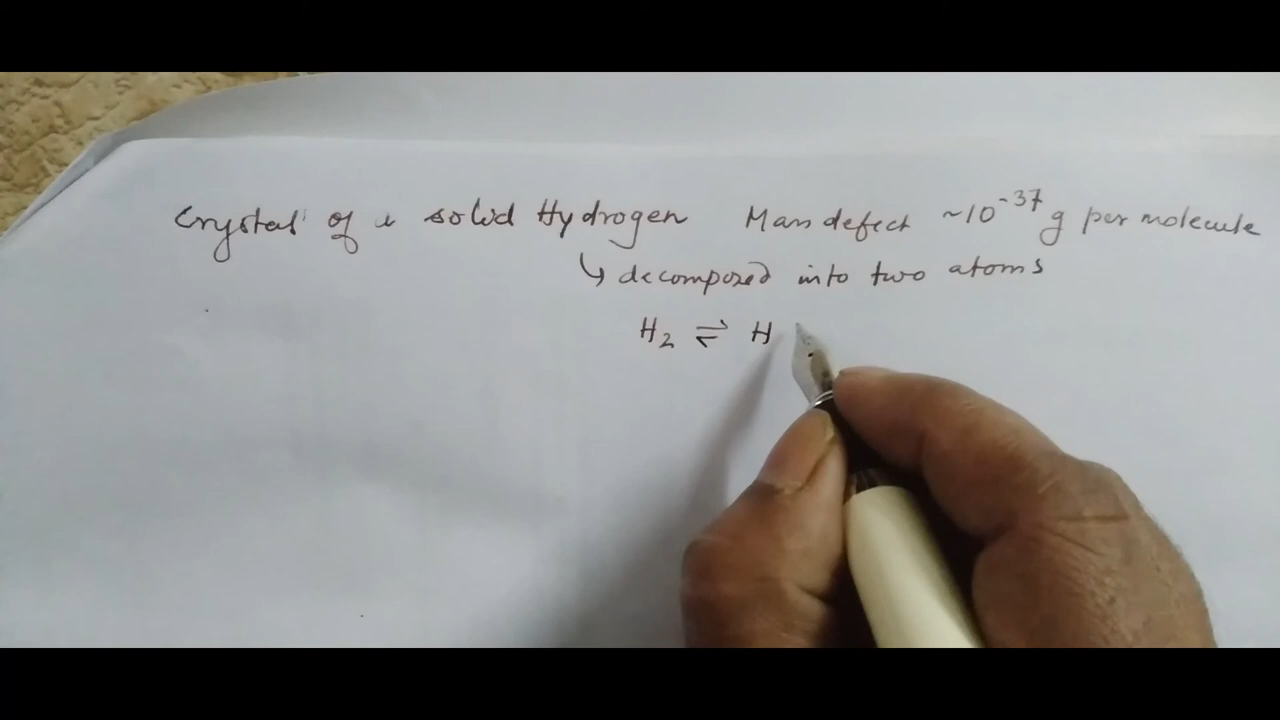 Crystal of a solid Hydrogen Mass defect ~10⁻³⁷ g per molecule
↳ decomposed into two atoms
H₂ ⇌ H